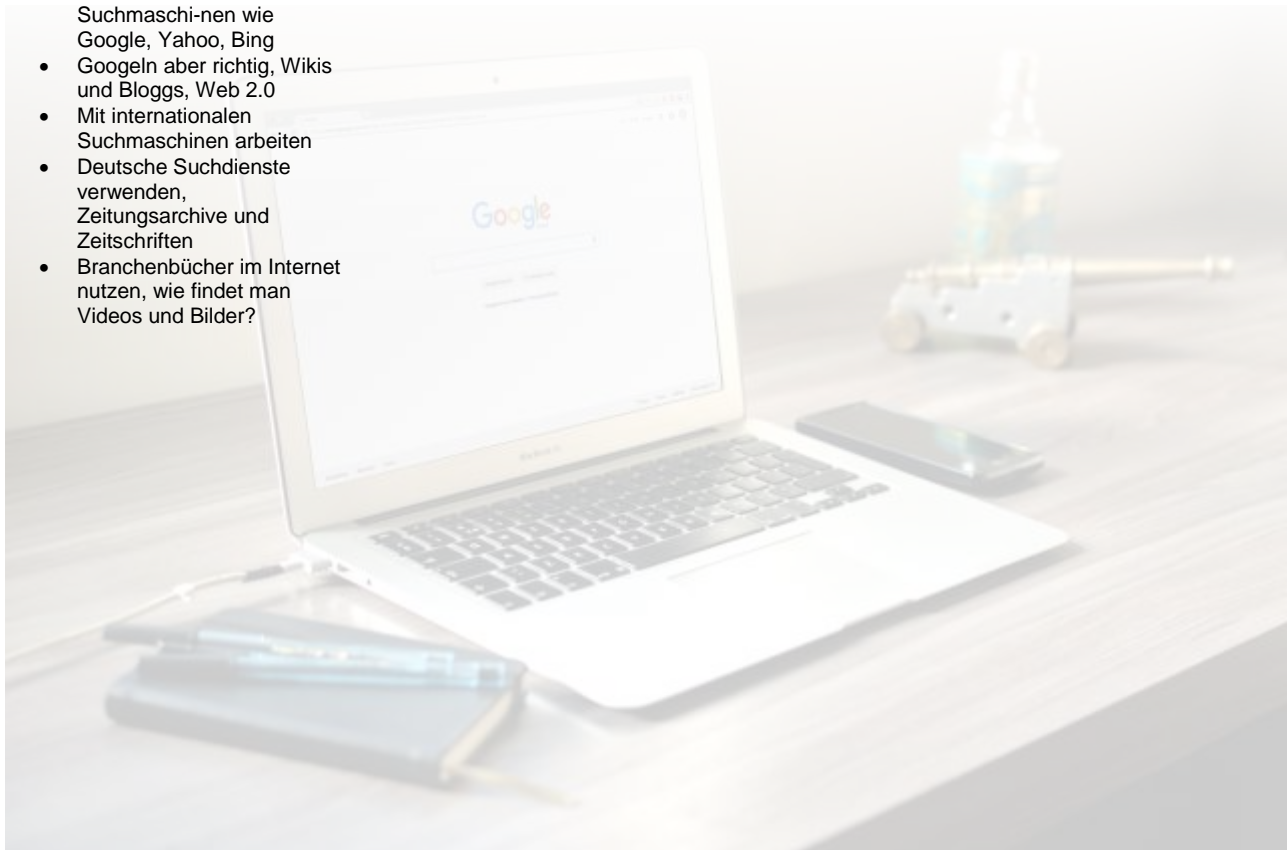 Suchmaschi-nen wie
Google, Yahoo, Bing
• Googeln aber richtig, Wikis
und Bloggs, Web 2.0
• Mit internationalen
Suchmaschinen arbeiten
• Deutsche Suchdienste
verwenden,
Zeitungsarchive und
Zeitschriften
• Branchenbücher im Internet
nutzen, wie findet man
Videos und Bilder?
Google